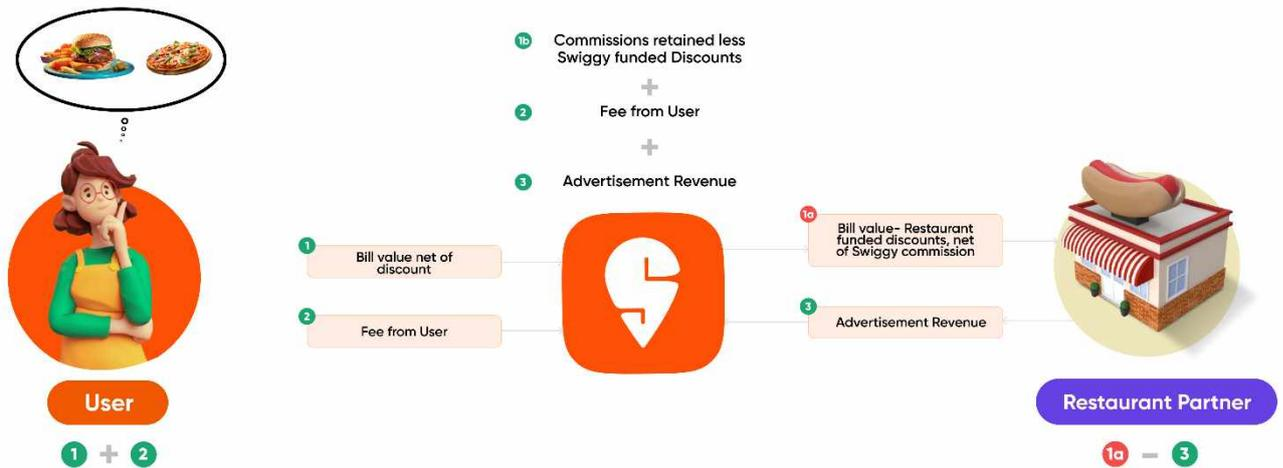 1b
Commissions retained less
Swiggy funded Discounts
+
2
Fee from User
+
3
Advertisement Revenue
1
Bill value net of
discount
2
Fee from User
1a
Bill value- Restaurant
funded discounts, net
of Swiggy commission
3
Advertisement Revenue
User
1 + 2
Restaurant Partner
1a - 3